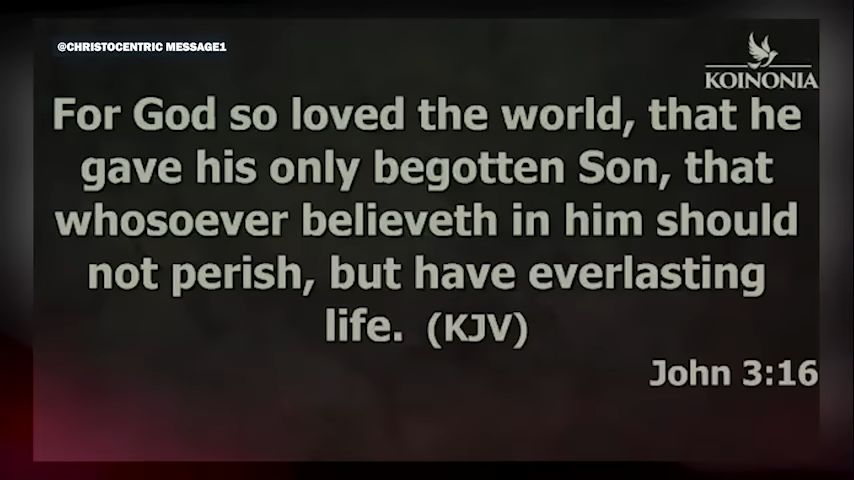 @CHRISTOCENTRIC MESSAGE1
KOINONIA
For God so loved the world, that he
gave his only begotten Son, that
whosoever believeth in him should
not perish, but have everlasting
life. (KJV)
John 3:16